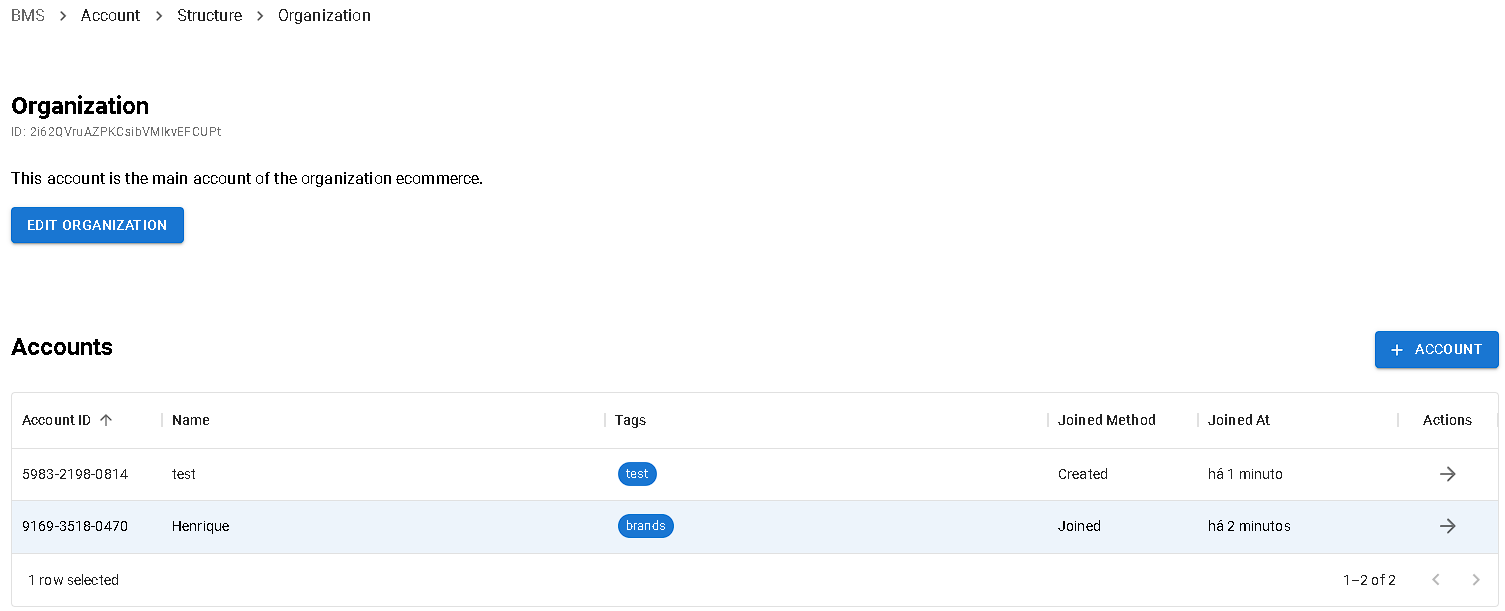 BMS > Account > Structure > Organization
Organization
ID: 2i62QVruAZPKCsibVMlkvEFCUPt
This account is the main account of the organization ecommerce.
EDIT ORGANIZATION
Accounts
+ ACCOUNT
Account ID Name Tags Joined Method Joined At Actions
5983-2198-0814 test test Created há 1 minuto
9169-3518-0470 Henrique brands Joined há 2 minutos
1 row selected 1–2 of 2